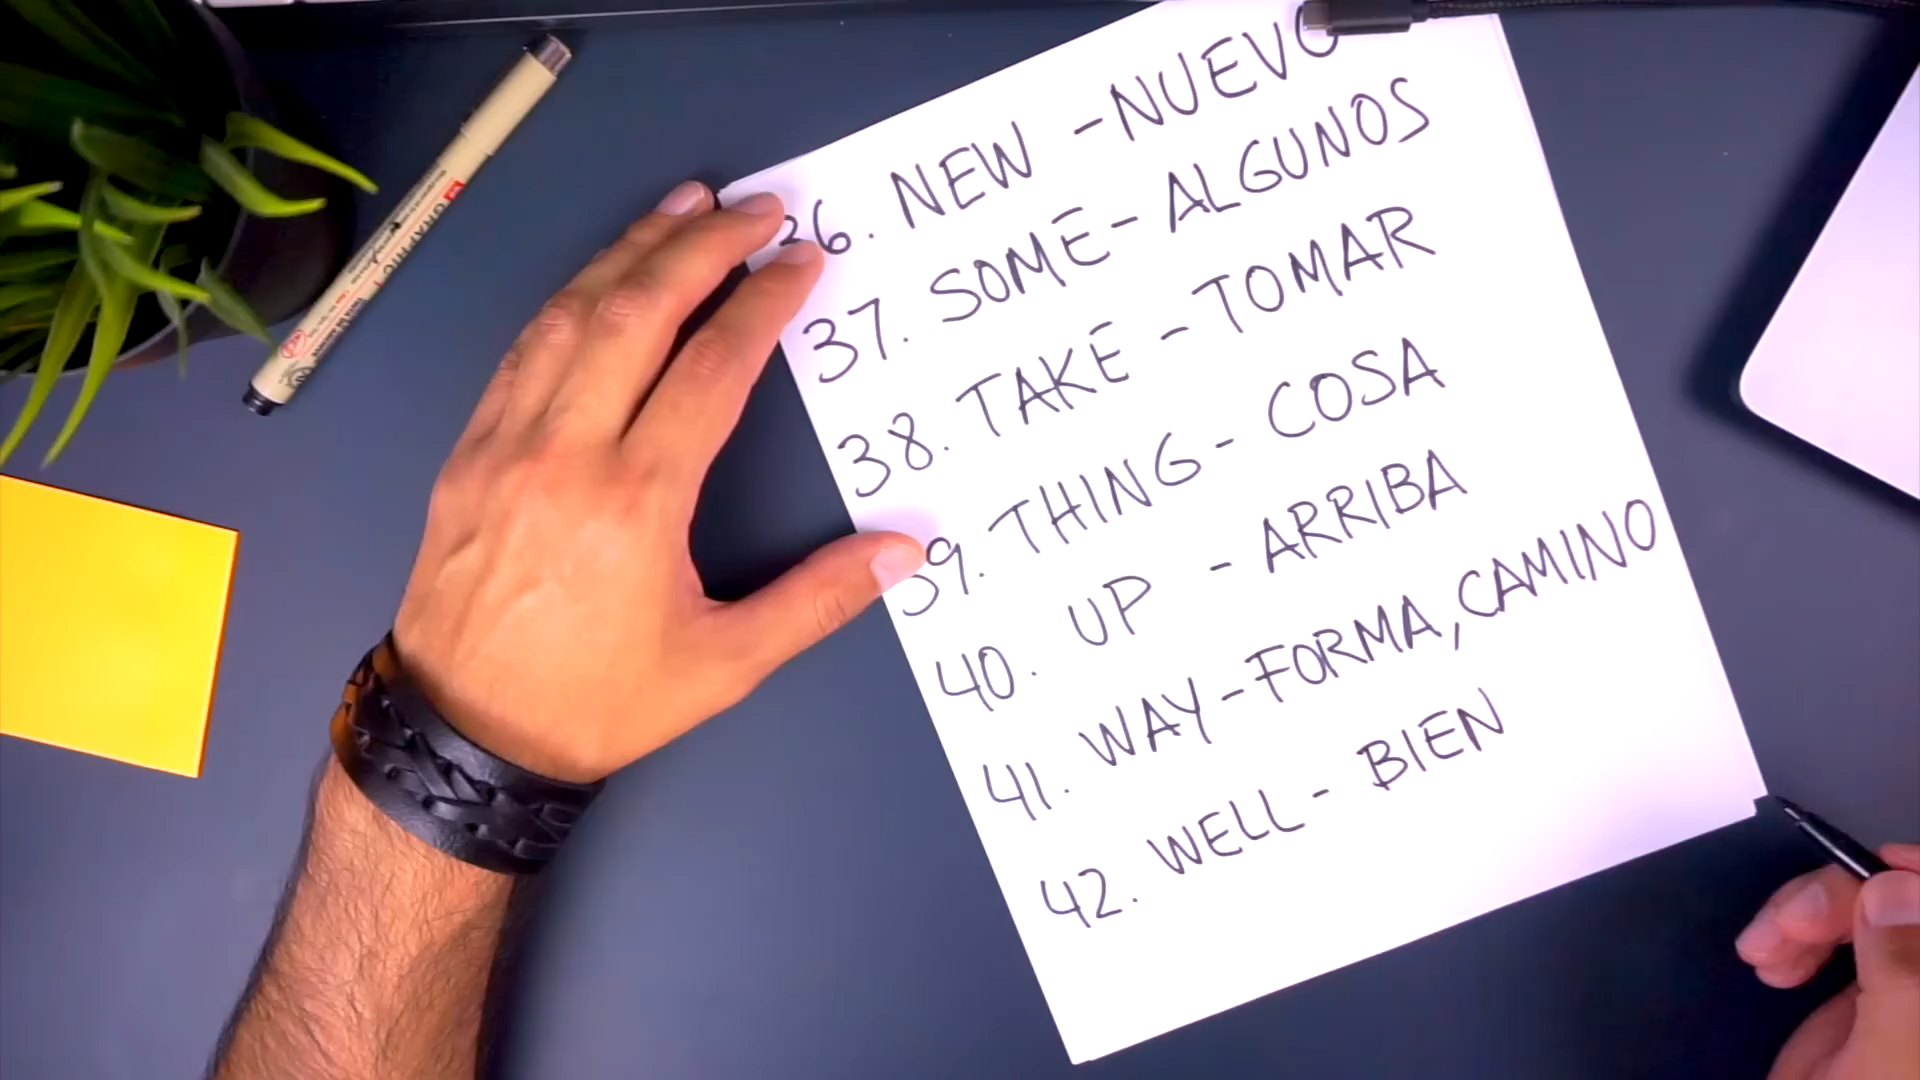 36. NEW - NUEVO
37. SOME - ALGUNOS
38. TAKE - TOMAR
39. THING - COSA
40. UP - ARRIBA
41. WAY - FORMA, CAMINO
42. WELL - BIEN